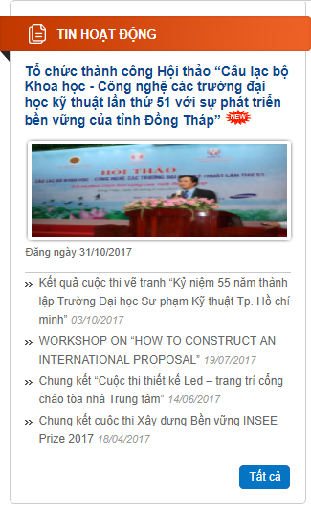 TIN HOẠT ĐỘNG
Tổ chức thành công Hội thảo “Câu lạc bộ
Khoa học - Công nghệ các trường đại
học kỹ thuật lần thứ 51 với sự phát triển
bền vững của tỉnh Đồng Tháp” NEW
HỘI THẢO
Đăng ngày 31/10/2017
Kết quả cuộc thi vẽ tranh “Kỷ niệm 55 năm thành
lập Trường Đại học Sư phạm Kỹ thuật Tp. Hồ chí
minh” 03/10/2017
WORKSHOP ON “HOW TO CONSTRUCT AN
INTERNATIONAL PROPOSAL” 19/07/2017
Chung kết “Cuộc thi thiết kế Led – trang trí cổng
chào tòa nhà Trung tâm” 14/06/2017
Chung kết cuộc thi Xây dựng Bền vững INSEE
Prize 2017 18/04/2017
Tất cả